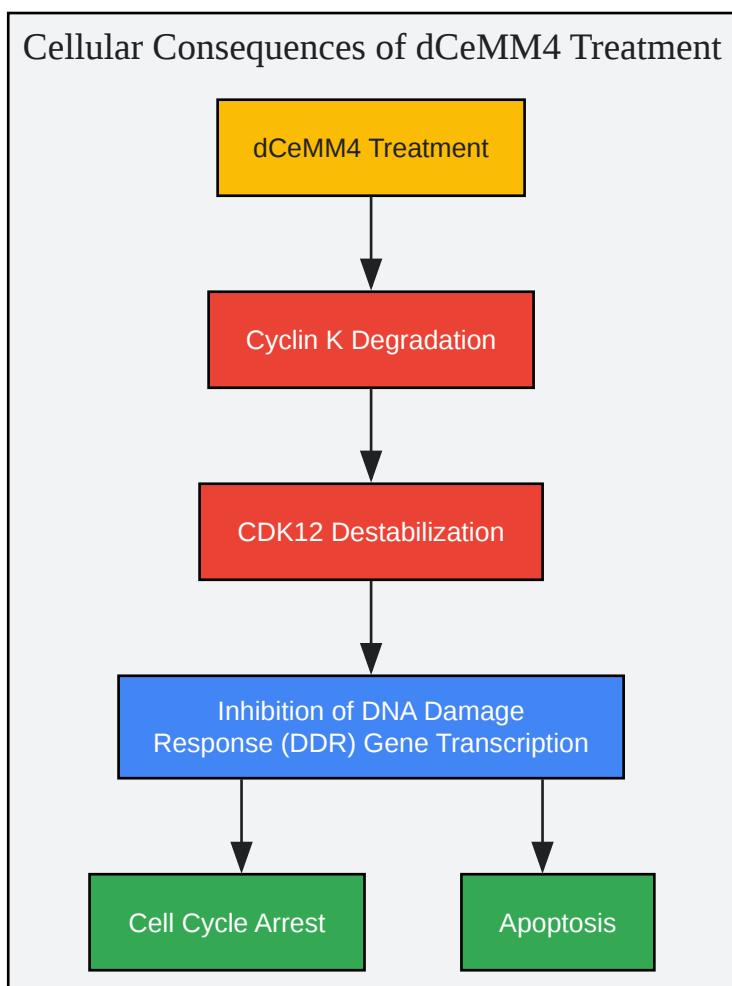 Cellular Consequences of dCeMM4 Treatment
dCeMM4 Treatment
Cyclin K Degradation
CDK12 Destabilization
Inhibition of DNA Damage
Response (DDR) Gene Transcription
Cell Cycle Arrest
Apoptosis